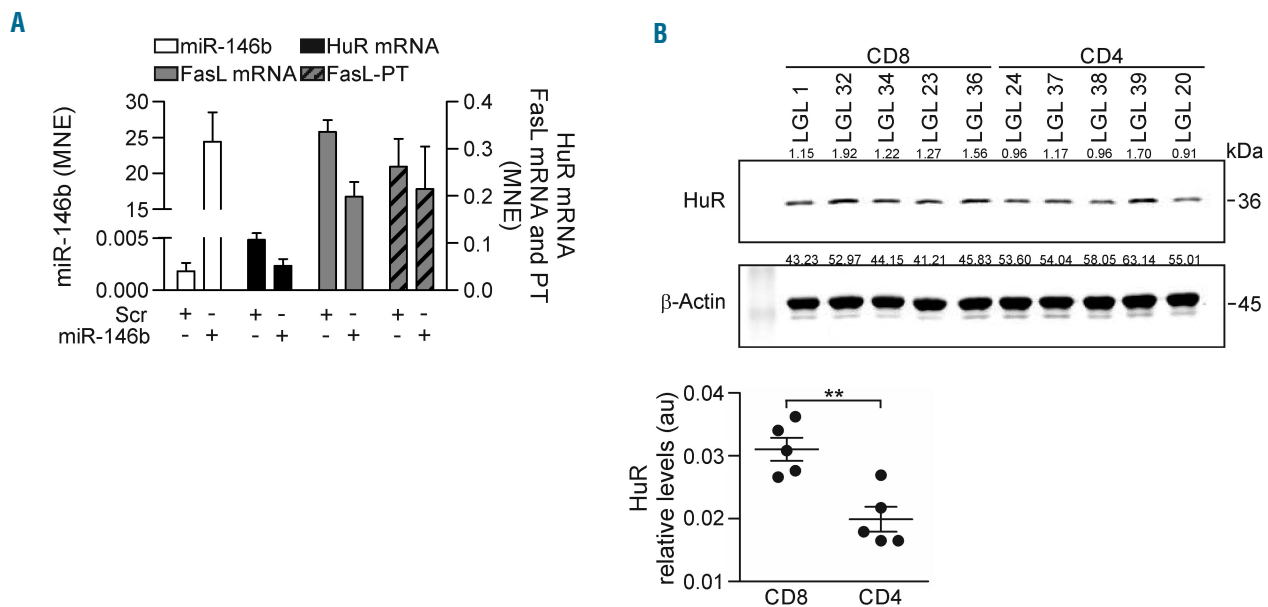 A
miR-146b HuR mRNA
FasL mRNA FasL-PT
miR-146b (MNE)
30
25
20
15
0.005
0.000
0.4
0.3
0.2
0.1
0.0
HuR mRNA
FasL mRNA and PT
(MNE)
Scr + - + - + - + -
miR-146b - + - + - + - +
B
CD8 CD4
LGL 1 LGL 32 LGL 34 LGL 23 LGL 36 LGL 24 LGL 37 LGL 38 LGL 39 LGL 20
1.15 1.92 1.22 1.27 1.56 0.96 1.17 0.96 1.70 0.91 kDa
HuR -36
43.23 52.97 44.15 41.21 45.83 53.60 54.04 58.05 63.14 55.01
β-Actin -45
HuR
relative levels (au)
0.04
0.03
0.02
0.01
**
CD8 CD4